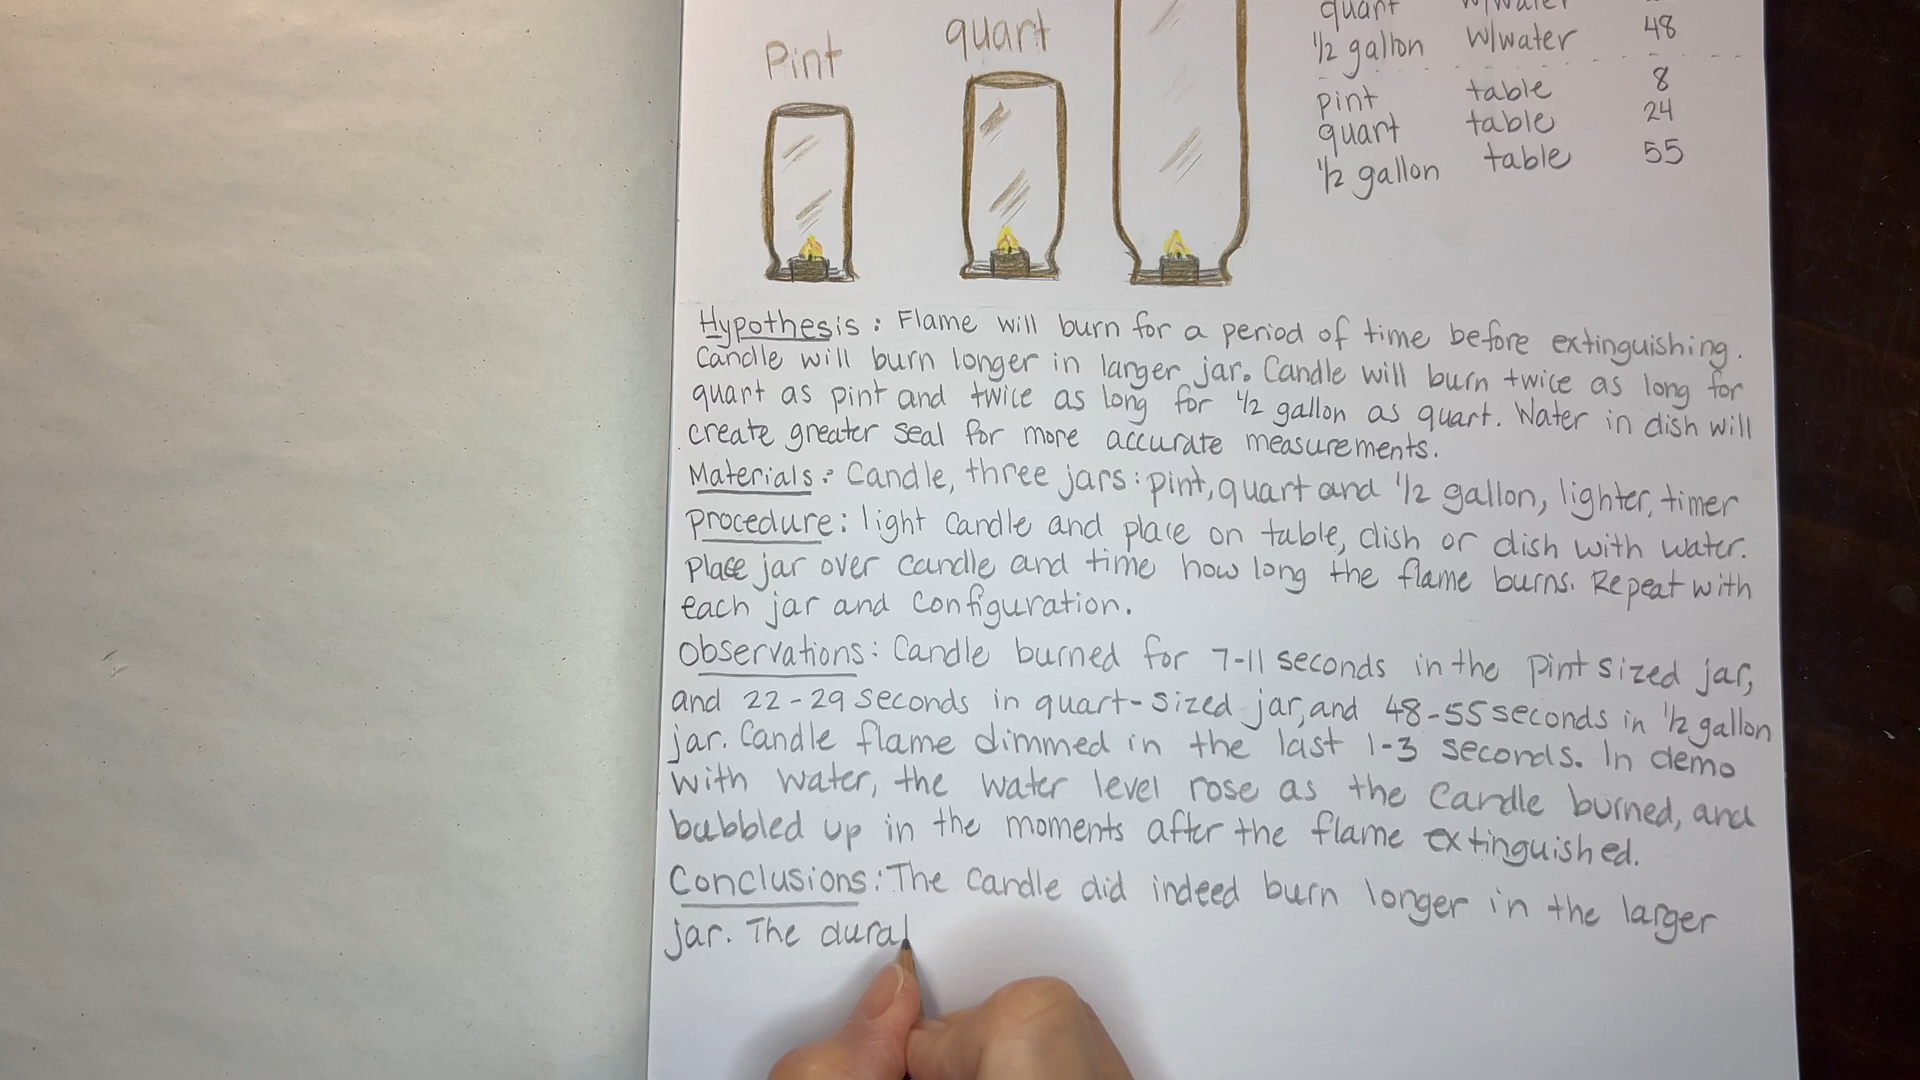 Pint
quart
quart w/water
1/2 gallon w/water 48
pint table 8
quart table 24
1/2 gallon table 55
Hypothesis: Flame will burn for a period of time before extinguishing.
Candle will burn longer in larger jar. Candle will burn twice as long for
quart as pint and twice as long for 1/2 gallon as quart. Water in dish will
create greater seal for more accurate measurements.
Materials: Candle, three jars: pint, quart and 1/2 gallon, lighter, timer
Procedure: light candle and place on table, dish or dish with water.
Place jar over candle and time how long the flame burns. Repeat with
each jar and configuration.
Observations: Candle burned for 7-11 seconds in the pint sized jar,
and 22-29 seconds in quart-sized jar, and 48-55 seconds in 1/2 gallon
jar. Candle flame dimmed in the last 1-3 seconds. In demo
with water, the water level rose as the candle burned, and
bubbled up in the moments after the flame extinguished.
Conclusions: The candle did indeed burn longer in the larger
jar. The durat